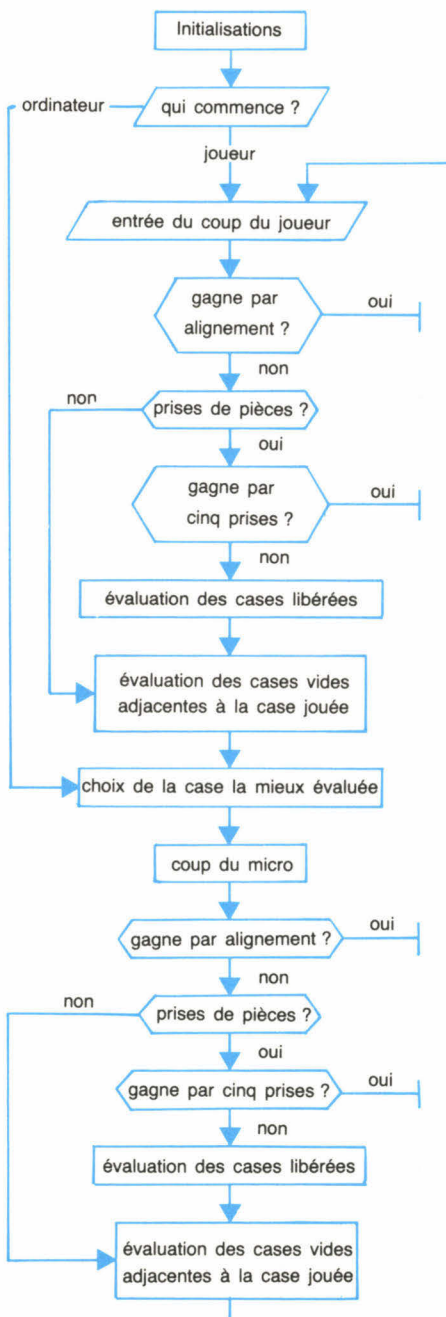 Initialisations
ordinateur
qui commence ?
joueur
entrée du coup du joueur
gagne par
alignement ?
oui
non
non
prises de pièces ?
oui
gagne par
cinq prises ?
oui
non
évaluation des cases libérées
évaluation des cases vides
adjacentes à la case jouée
choix de la case la mieux évaluée
coup du micro
gagne par alignement ?
oui
non
non
prises de pièces ?
oui
gagne par cinq prises ?
oui
non
évaluation des cases libérées
évaluation des cases vides
adjacentes à la case jouée